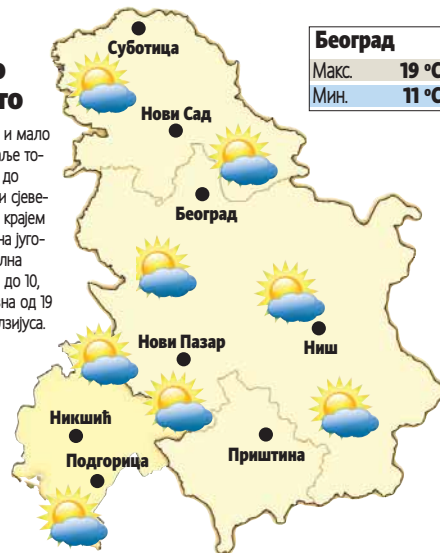 о
то
и мало
ље то-
до
и сјеве-
крајем
на југо-
лна
до 10,
на од 19
лзијуса.
Београд
Макс. 19 °C
Мин. 11 °C
Суботица
Нови Сад
Београд
Нови Пазар
Ниш
Никшић
Подгорица
Приштина